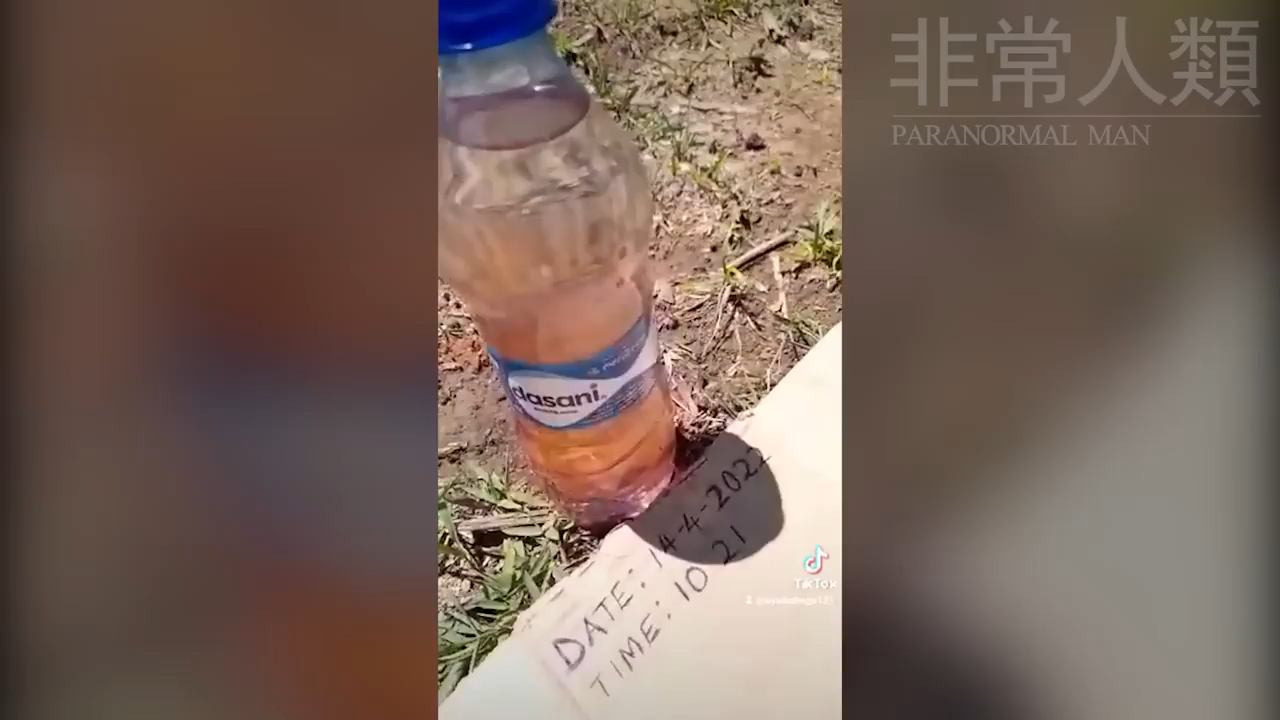 非常人類
PARANORMAL MAN
dasani
DATE: 14-4-2022
TIME: 10 21
TikTok